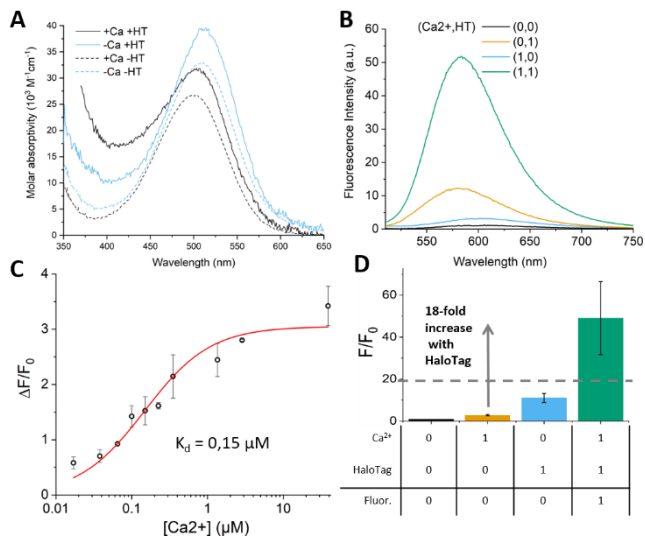 A
+Ca +HT
-Ca +HT
+Ca -HT
-Ca -HT
Molar absorptivity (10³ M⁻¹cm⁻¹)
40
35
30
25
20
15
10
5
0
350 400 450 500 550 600 650
Wavelength (nm)
B
(Ca2+,HT)
(0,0)
(0,1)
(1,0)
(1,1)
Fluorescence Intensity (a.u.)
60
50
40
30
20
10
0
550 600 650 700 750
Wavelength (nm)
C
ΔF/F₀
4
3
2
1
0
K_d = 0,15 μM
0.01 0.1 1 10
[Ca2+] (μM)
D
F/F₀
60
40
20
0
18-fold
increase
with
HaloTag
Ca²⁺ 0 1 0 1
HaloTag 0 0 1 1
Fluor. 0 0 0 1